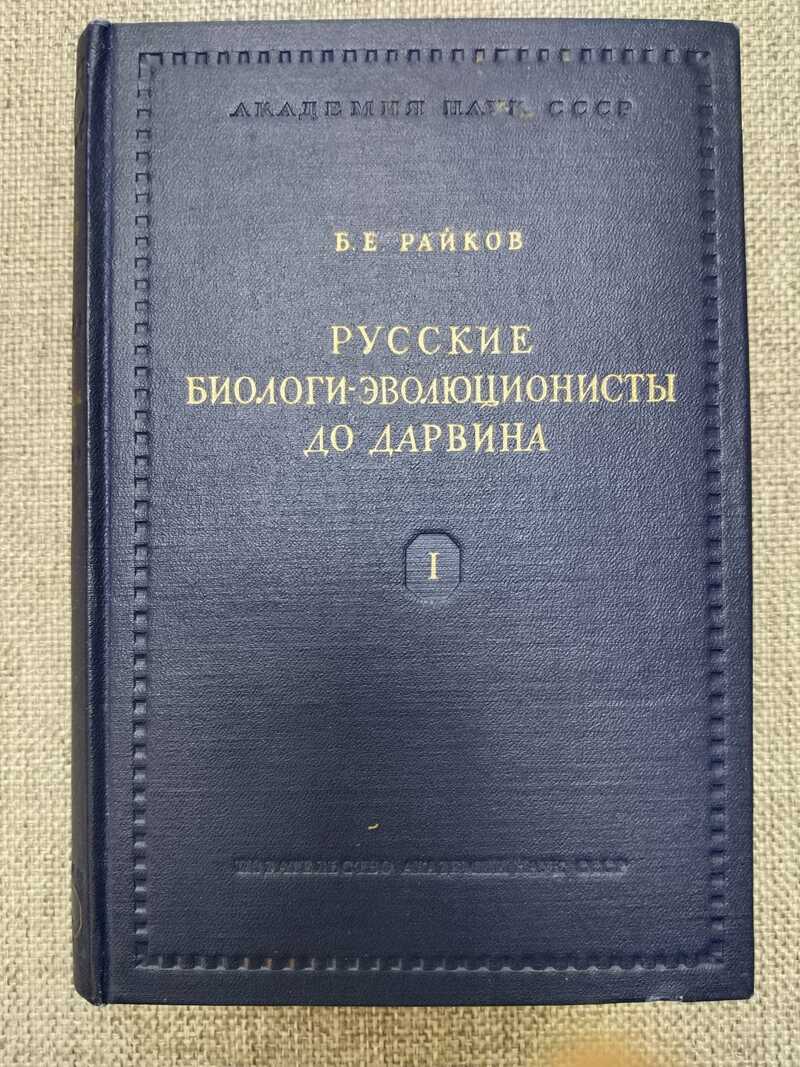 АКАДЕМИЯ НАУК СССР
Б. Е. РАЙКОВ
РУССКИЕ
БИОЛОГИ-ЭВОЛЮЦИОНИСТЫ
ДО ДАРВИНА
I
ИЗДАТЕЛЬСТВО АКАДЕМИИ НАУК СССР